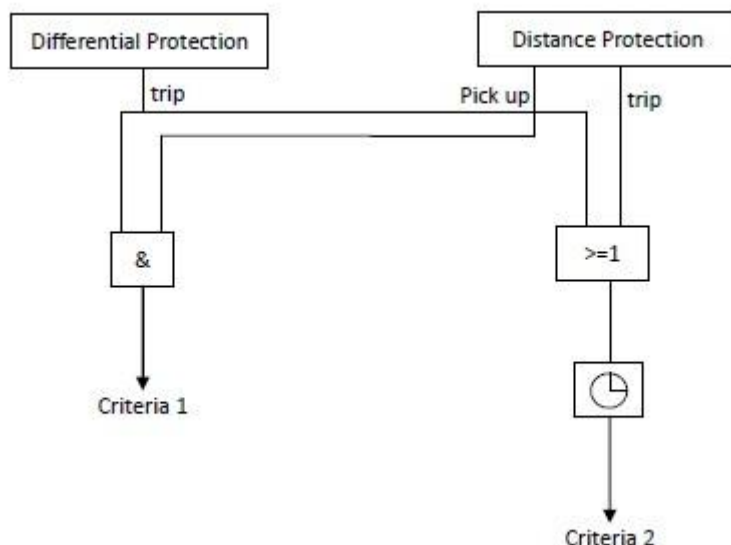 Differential Protection
Distance Protection
trip
Pick up
trip
&
>=1
Criteria 1
Criteria 2